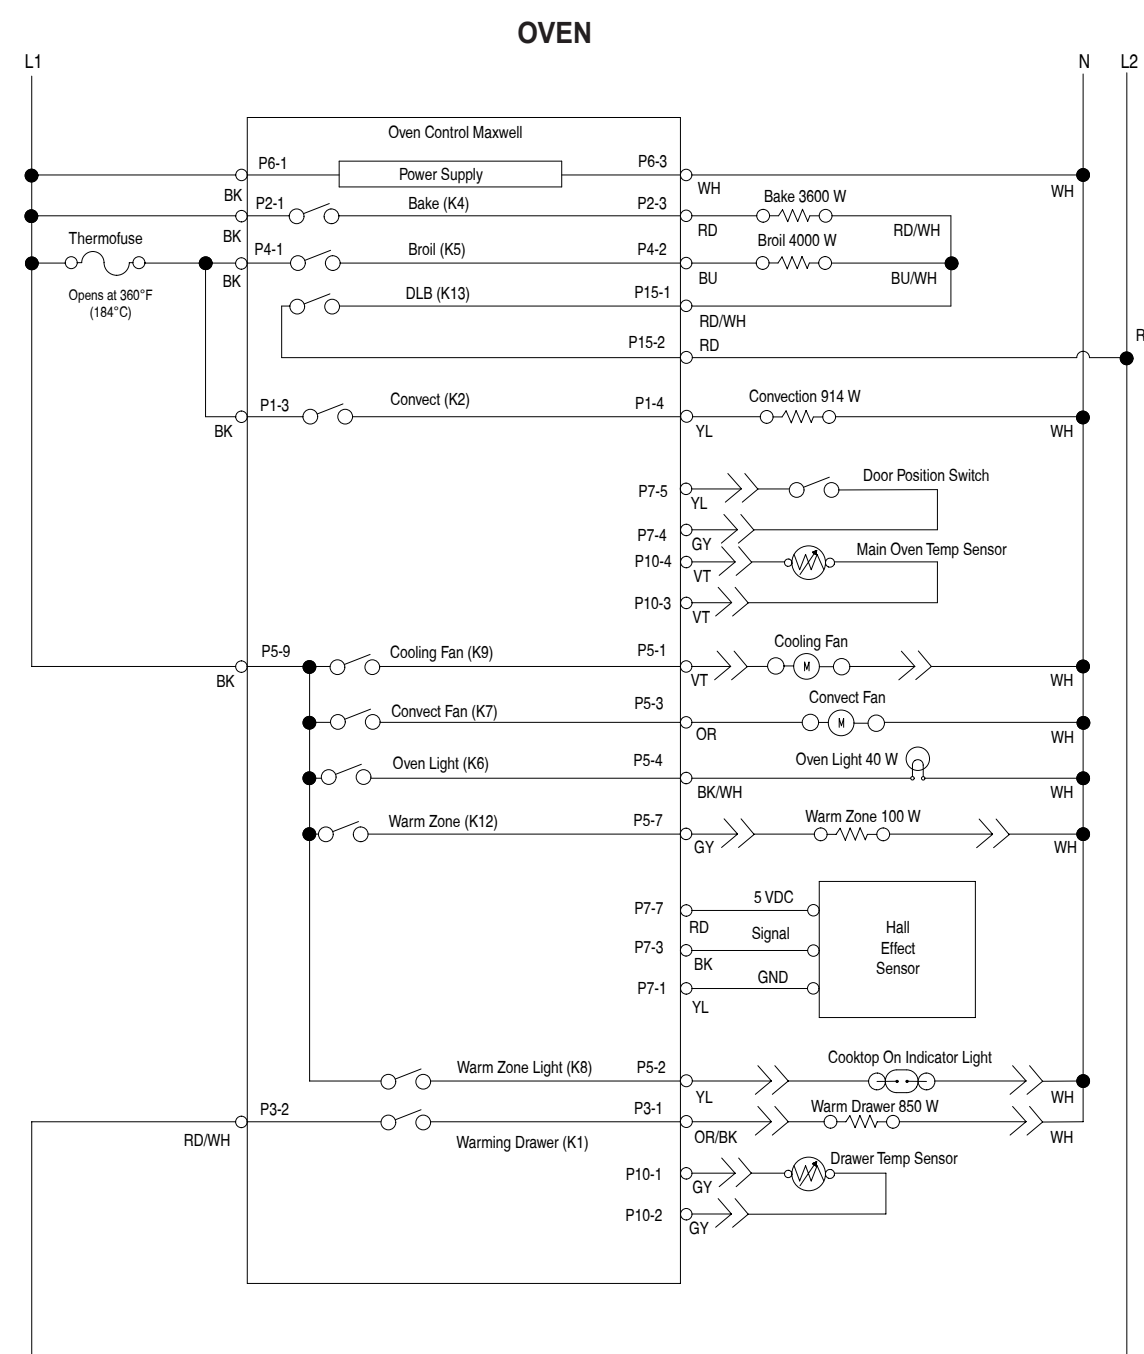 OVEN
L1
N
L2
Oven Control Maxwell
P6-1
Power Supply
P6-3
BK
WH
WH
P2-1
Bake (K4)
P2-3
Bake 3600 W
BK
RD
RD/WH
Thermofuse
P4-1
Broil (K5)
P4-2
Broil 4000 W
BK
BU
BU/WH
Opens at 360°F
(184°C)
DLB (K13)
P15-1
RD/WH
P15-2
RD
R
P1-3
Convect (K2)
P1-4
Convection 914 W
BK
YL
WH
P7-5
Door Position Switch
YL
P7-4
GY
P10-4
Main Oven Temp Sensor
VT
P10-3
VT
P5-9
Cooling Fan (K9)
P5-1
Cooling Fan
M
BK
VT
WH
Convect Fan (K7)
P5-3
Convect Fan
M
OR
WH
Oven Light (K6)
P5-4
Oven Light 40 W
BK/WH
WH
Warm Zone (K12)
P5-7
Warm Zone 100 W
GY
WH
P7-7
5 VDC
RD
P7-3
Signal
BK
P7-1
GND
YL
Hall
Effect
Sensor
Warm Zone Light (K8)
P5-2
Cooktop On Indicator Light
YL
WH
P3-2
P3-1
Warm Drawer 850 W
RD/WH
Warming Drawer (K1)
OR/BK
WH
P10-1
Drawer Temp Sensor
GY
P10-2
GY